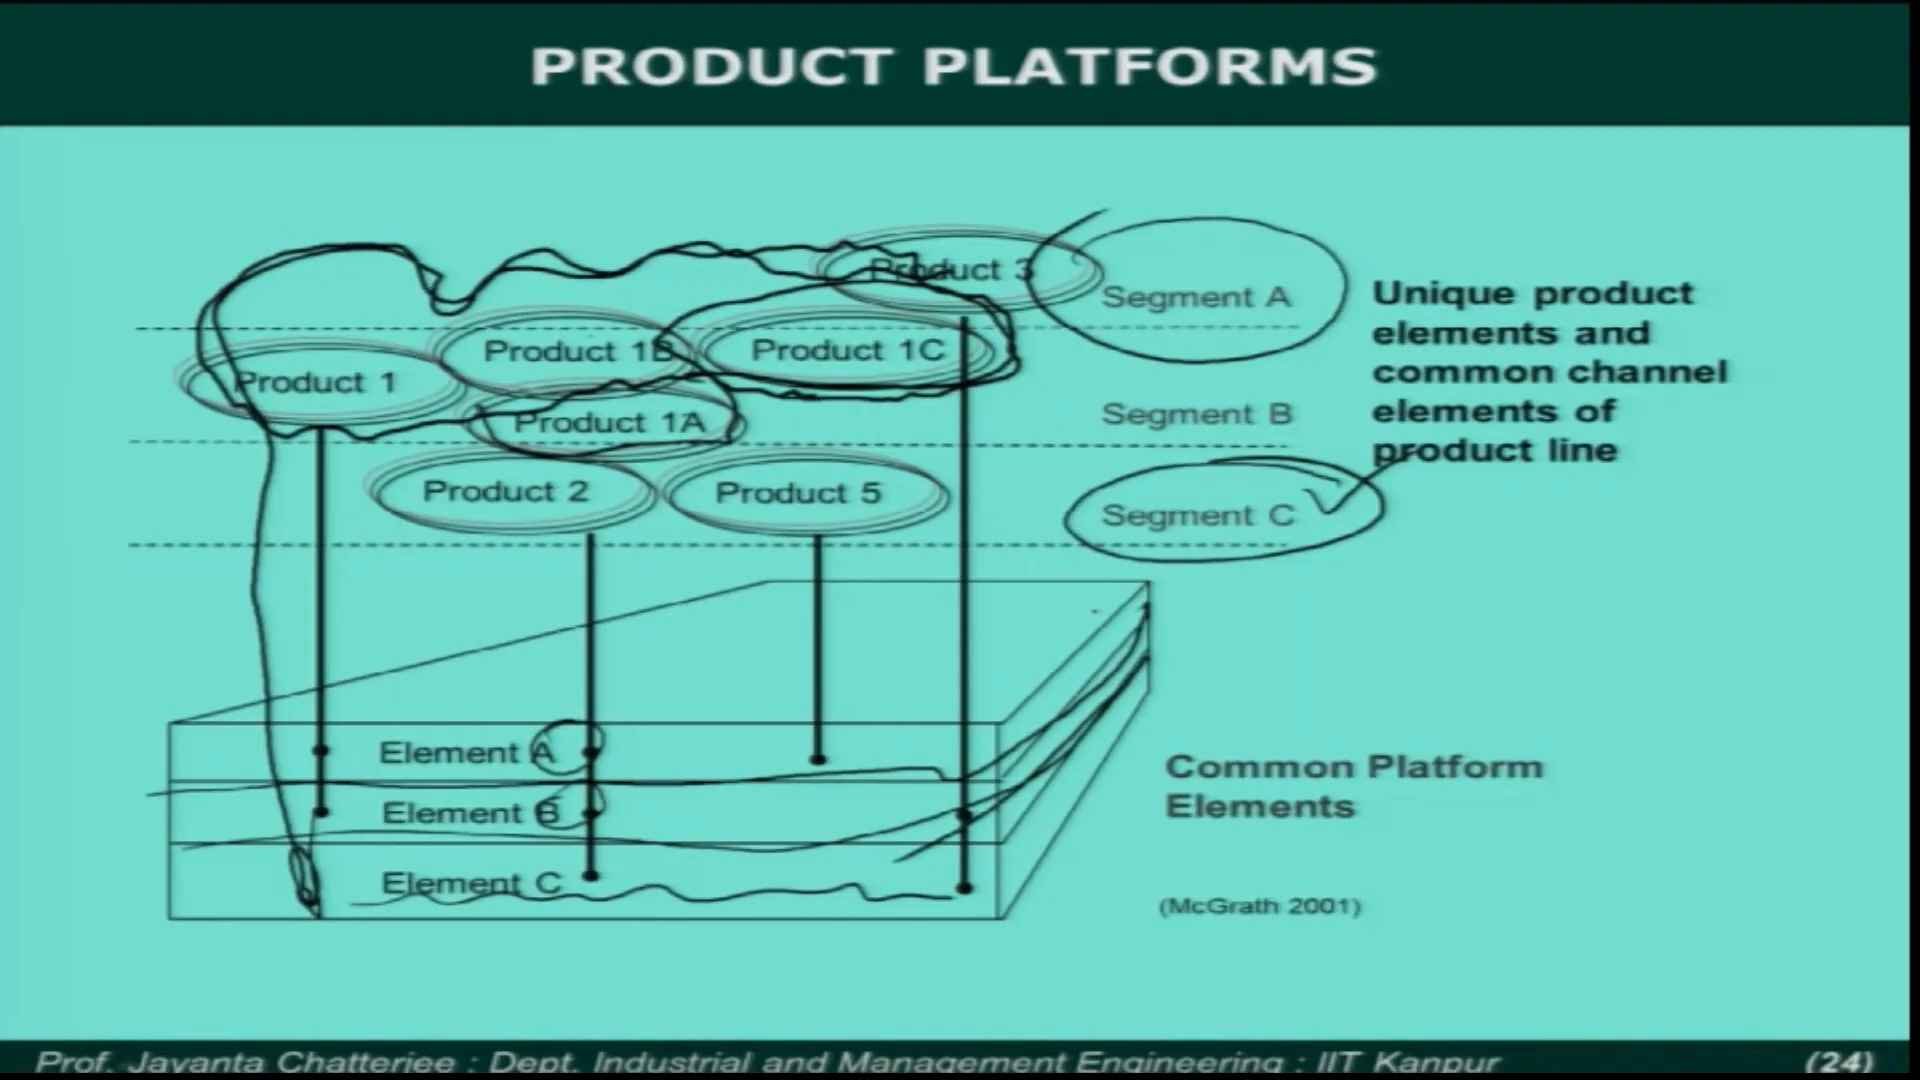 PRODUCT PLATFORMS
Product 3
Segment A
Product 1B
Product 1C
Product 1
Product 1A
Segment B
Unique product
elements and
common channel
elements of
product line
Product 2
Product 5
Segment C
Element A
Element B
Element C
Common Platform
Elements
(McGrath 2001)
Prof. Jayanta Chatterjee : Dept. Industrial and Management Engineering : IIT Kanpur
(24)